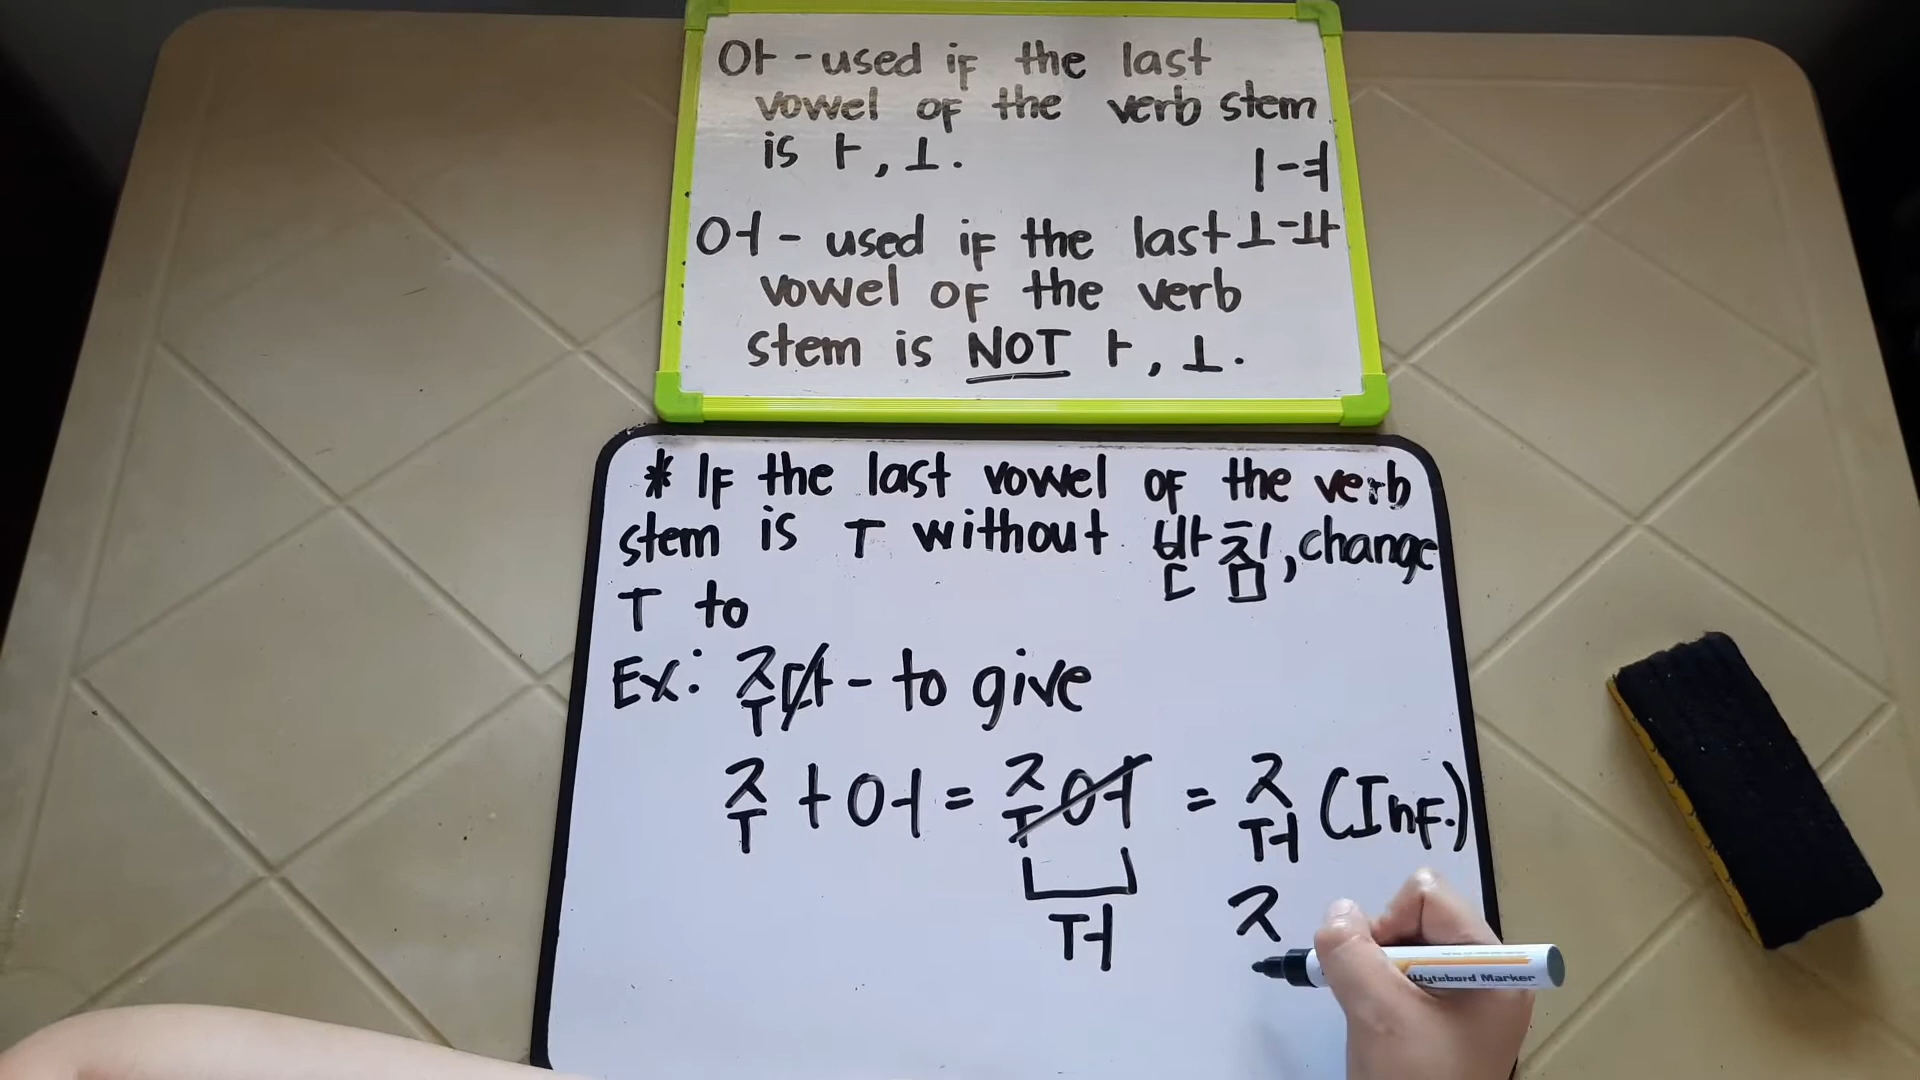 아 - used if the last
vowel of the verb stem
is ㅏ, ㅗ.
ㅣ-ㅕ
어 - used if the last
ㅗ-ㅘ
vowel of the verb
stem is NOT ㅏ, ㅗ.
* If the last vowel of the verb
stem is ㅜ without 받침, change
ㅜ to
Ex: 주다 - to give
주 + 어 = 주어 = 줘 (Inf.)
ㅝ
ㅈ
Wytebord Marker